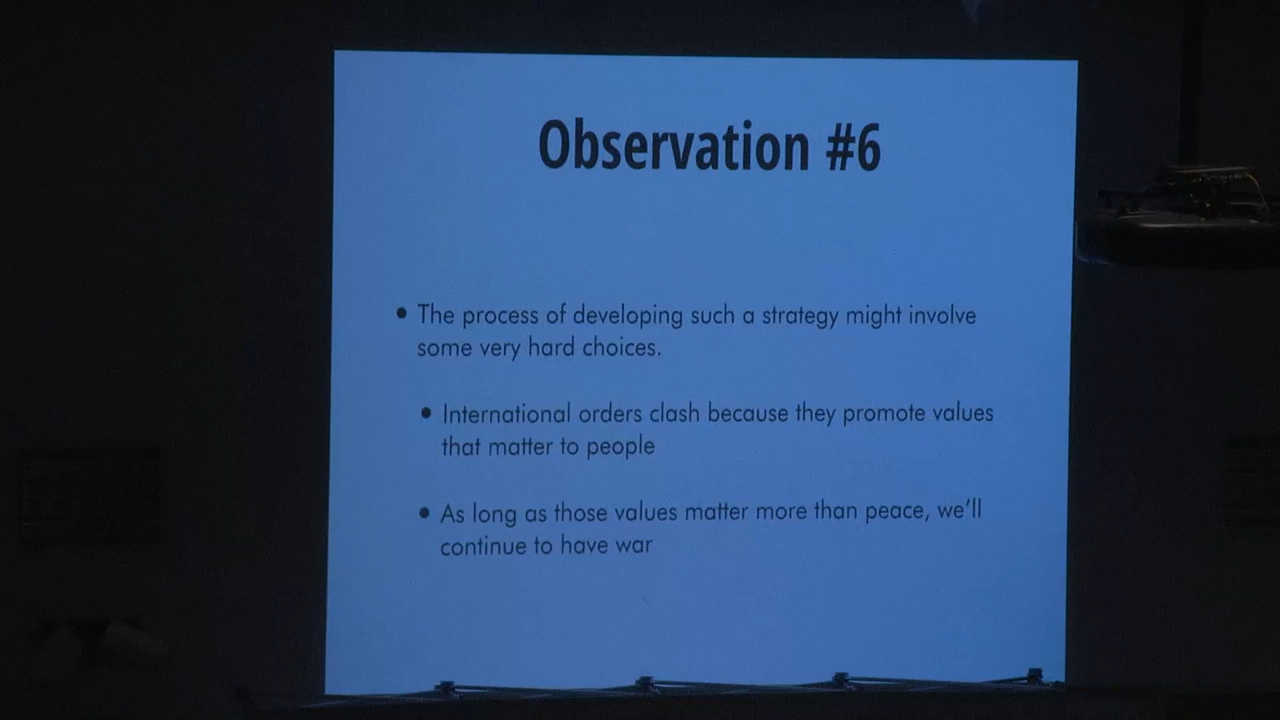 Observation #6
• The process of developing such a strategy might involve
some very hard choices.
• International orders clash because they promote values
that matter to people
• As long as those values matter more than peace, we'll
continue to have war